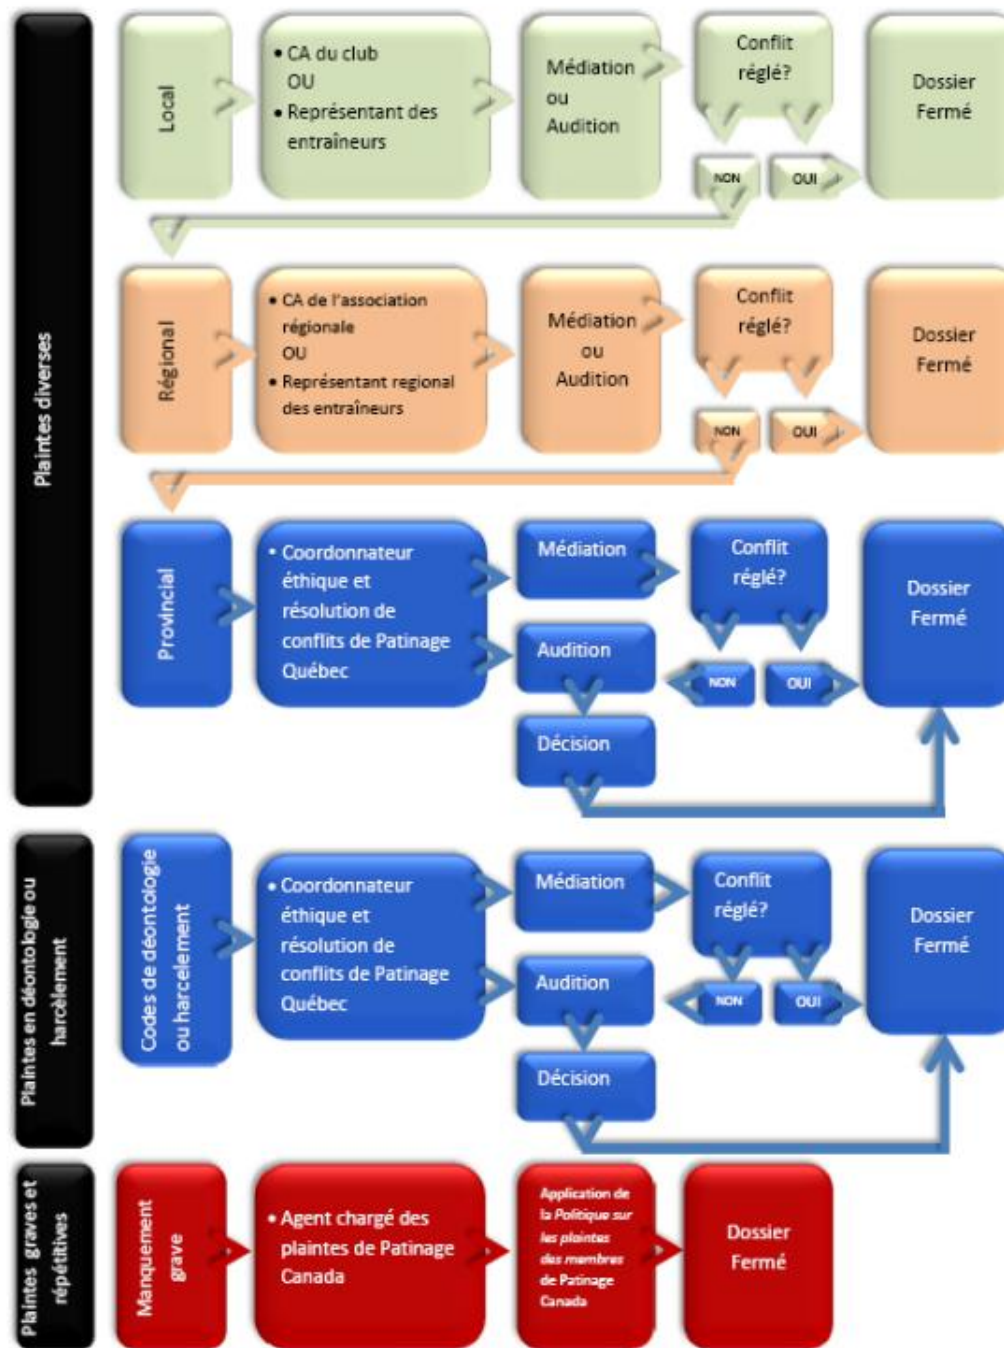 Plaintes diverses
Local
• CA du club
OU
• Représentant des
entraîneurs
Médiation
ou
Audition
Conflit
réglé?
NON
OUI
Dossier
Fermé
Régional
• CA de l'association
régionale
OU
• Représentant regional
des entraîneurs
Médiation
ou
Audition
Conflit
réglé?
NON
OUI
Dossier
Fermé
Provincial
• Coordonnateur
éthique et
résolution de
conflits de Patinage
Québec
Médiation
Audition
Décision
Conflit
réglé?
NON
OUI
Dossier
Fermé
Plaintes en déontologie ou
harcèlement
Codes de déontologie
ou harcelement
• Coordonnateur
éthique et
résolution de
conflits de Patinage
Québec
Médiation
Audition
Décision
Conflit
réglé?
NON
OUI
Dossier
Fermé
Plaintes graves et
répétitives
Manquement
grave
• Agent chargé des
plaintes de Patinage
Canada
Application de
la Politique sur
les plaintes
des membres
de Patinage
Canada
Dossier
Fermé